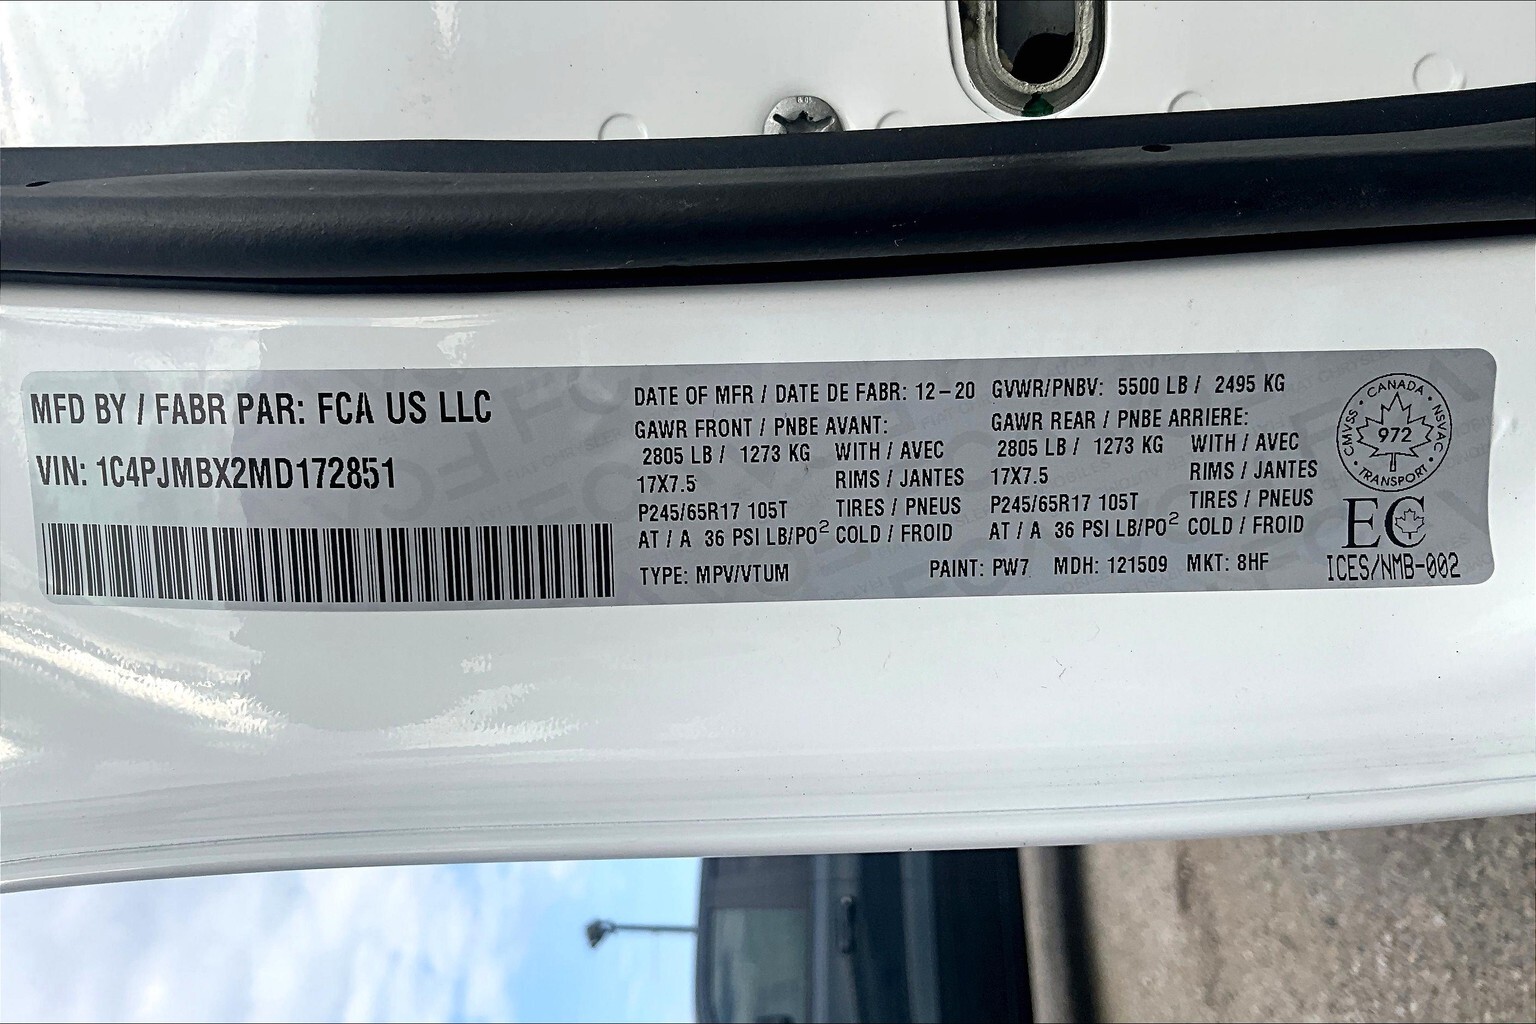 MFD BY / FABR PAR: FCA US LLC
VIN: 1C4PJMBX2MD172851
DATE OF MFR / DATE DE FABR: 12-20 GVWR/PNBV: 5500 LB / 2495 KG
GAWR FRONT / PNBE AVANT:
2805 LB / 1273 KG WITH / AVEC
17X7.5 RIMS / JANTES
P245/65R17 105T TIRES / PNEUS
AT / A 36 PSI LB/PO² COLD / FROID
GAWR REAR / PNBE ARRIERE:
2805 LB / 1273 KG WITH / AVEC
17X7.5 RIMS / JANTES
P245/65R17 105T TIRES / PNEUS
AT / A 36 PSI LB/PO² COLD / FROID
TYPE: MPV/VTUM PAINT: PW7 MDH: 121509 MKT: 8HF
CANADA
CMVSS • NSVAC
972
TRANSPORT
EC
ICES/NMB-002